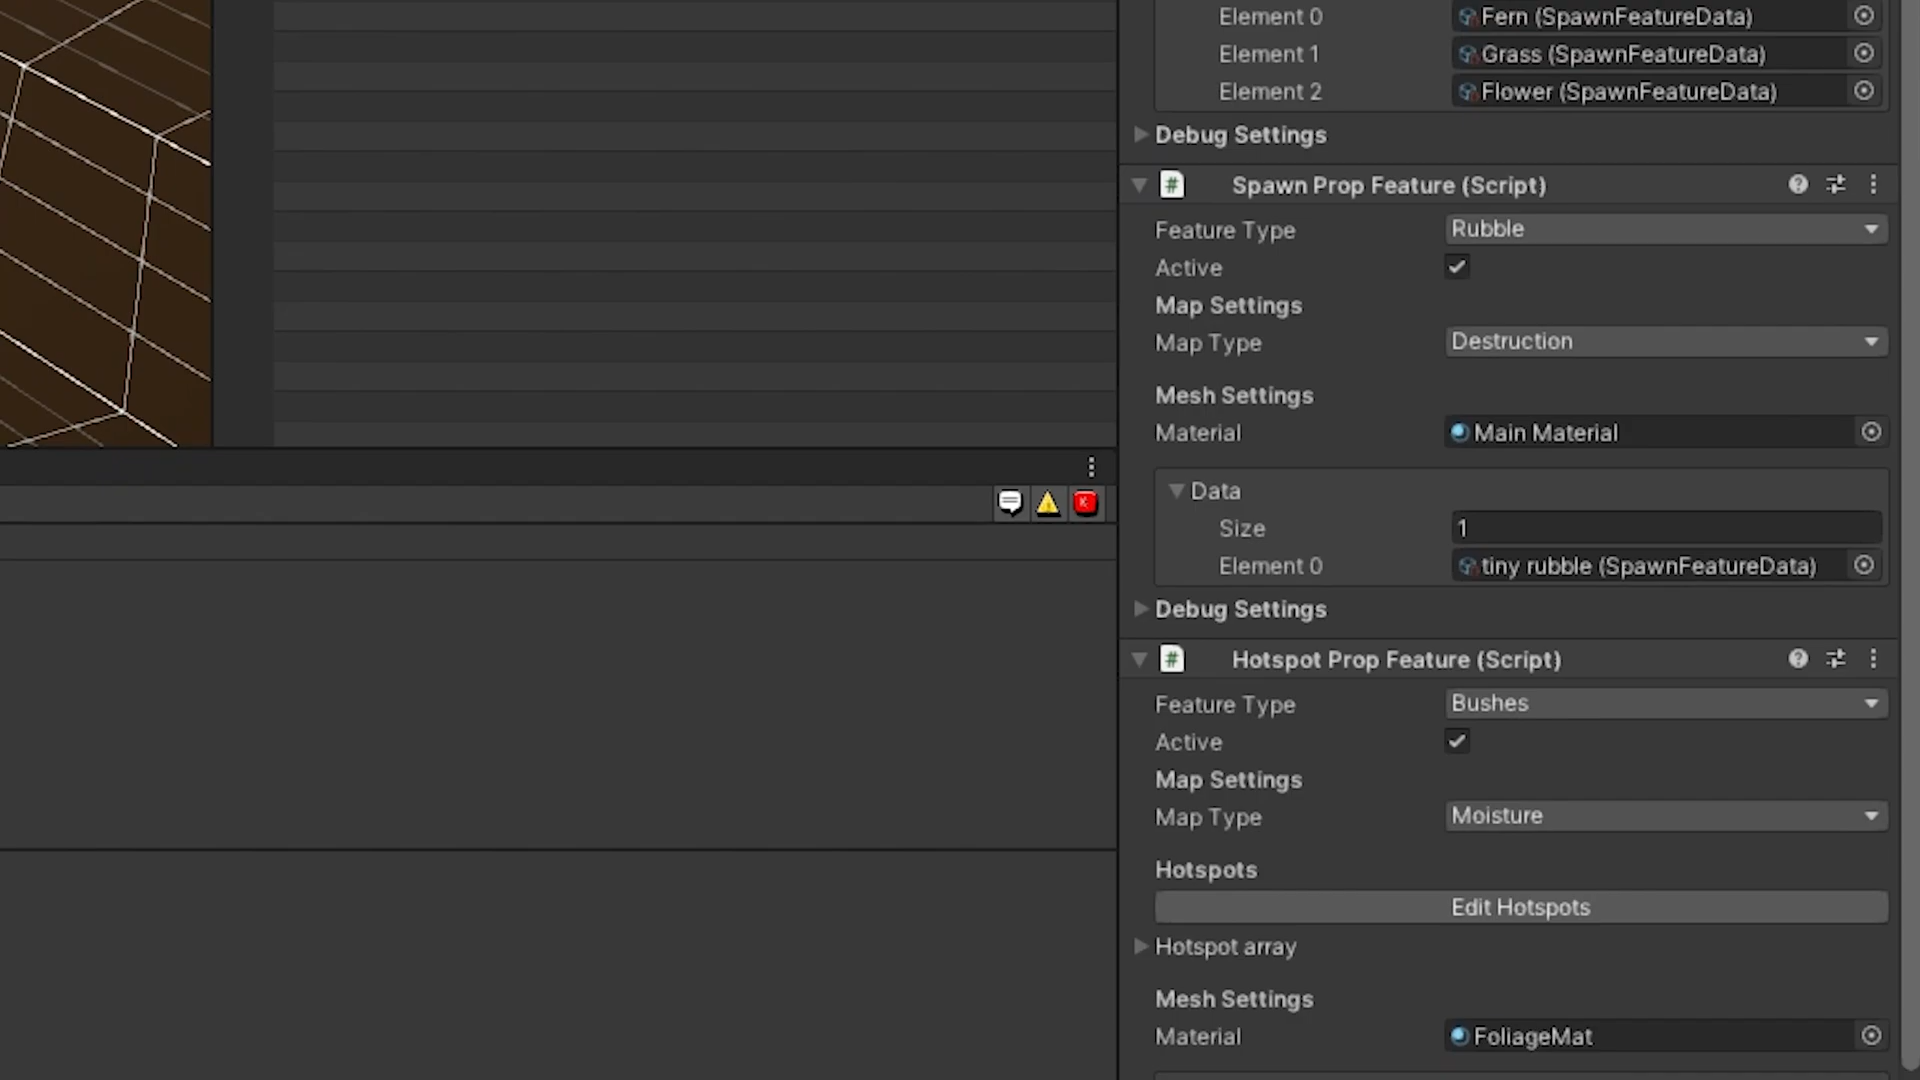 Element 0 Fern (SpawnFeatureData)
Element 1 Grass (SpawnFeatureData)
Element 2 Flower (SpawnFeatureData)
Debug Settings
Spawn Prop Feature (Script)
Feature Type Rubble
Active
Map Settings
Map Type Destruction
Mesh Settings
Material Main Material
Data
Size 1
Element 0 tiny rubble (SpawnFeatureData)
Debug Settings
Hotspot Prop Feature (Script)
Feature Type Bushes
Active
Map Settings
Map Type Moisture
Hotspots
Edit Hotspots
Hotspot array
Mesh Settings
Material FoliageMat